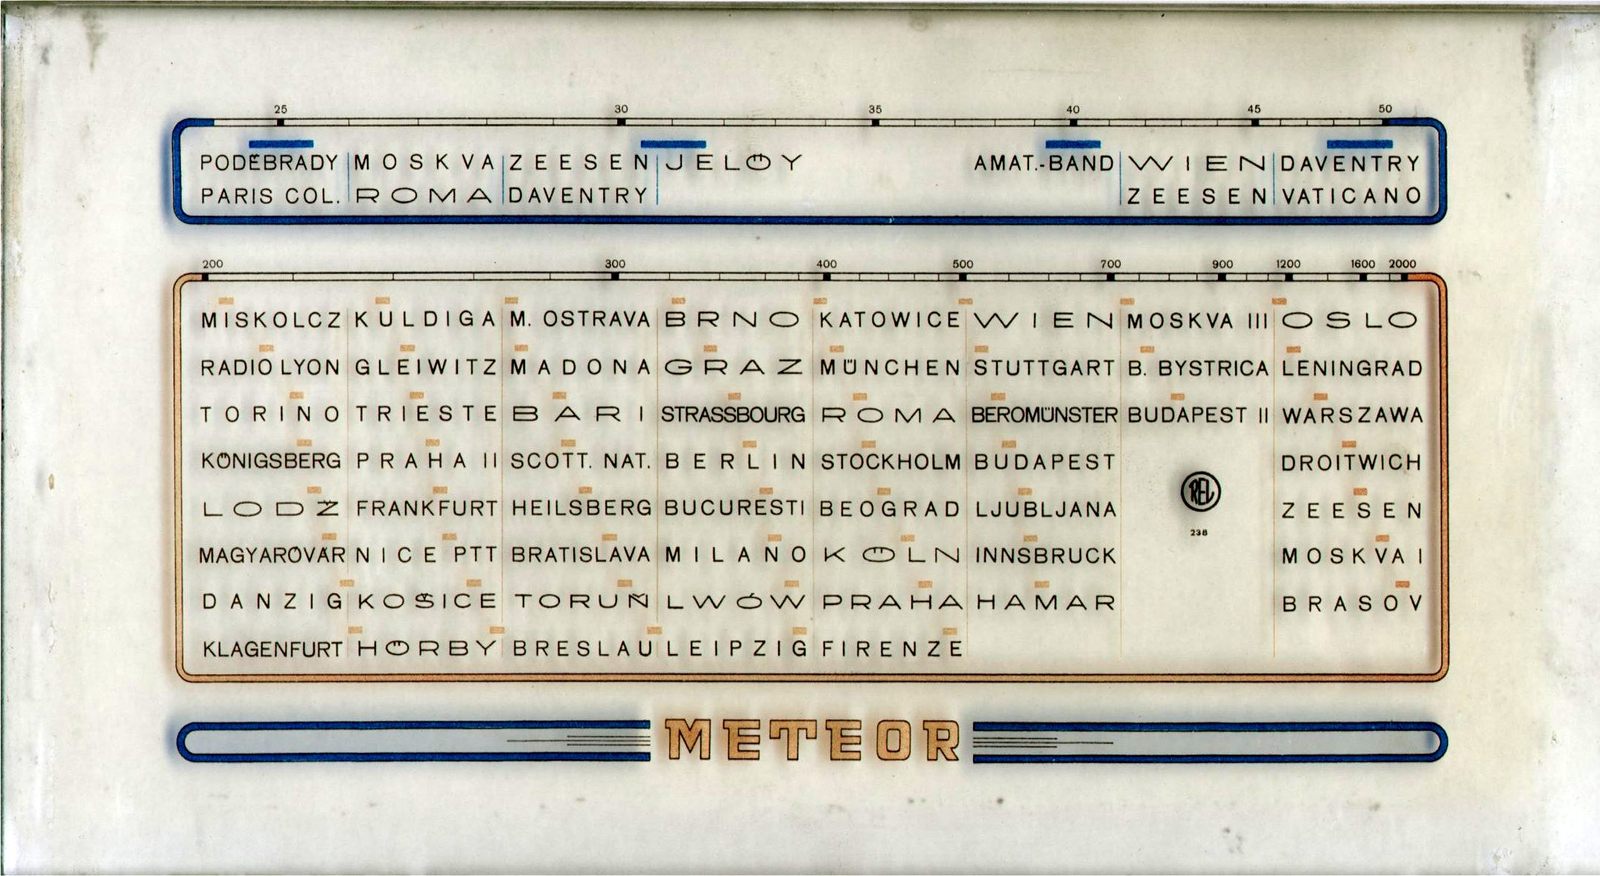 25 30 35 40 45 50
PODĚBRADY MOSKVA ZEESEN JELÖY AMAT.-BAND WIEN DAVENTRY
PARIS COL. ROMA DAVENTRY ZEESEN VATICANO
200 300 400 500 700 900 1200 1600 2000
MISKOLCZ KULDIGA M. OSTRAVA BRNO KATOWICE WIEN MOSKVA III OSLO
RADIO LYON GLEIWITZ MADONA GRAZ MÜNCHEN STUTTGART B. BYSTRICA LENINGRAD
TORINO TRIESTE BARI STRASSBOURG ROMA BEROMÜNSTER BUDAPEST II WARSZAWA
KÖNIGSBERG PRAHA II SCOTT. NAT. BERLIN STOCKHOLM BUDAPEST DROITWICH
LODŹ FRANKFURT HEILSBERG BUCURESTI BEOGRAD LJUBLJANA REL ZEESEN
238
MAGYARÓVÁR NICE PTT BRATISLAVA MILANO KÖLN INNSBRUCK MOSKVA I
DANZIG KOŠICE TORUŃ LWÓW PRAHA HAMAR BRASOV
KLAGENFURT HÖRBY BRESLAU LEIPZIG FIRENZE
METEOR